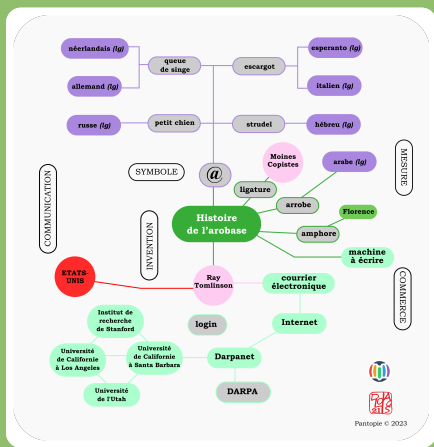 néerlandais (lg)
queue
de singe
escargot
esperanto (lg)
allemand (lg)
italien (lg)
russe (lg)
petit chien
strudel
hébreu (lg)
Moines
Copistes
MESURE
SYMBOLE
@
arabe (lg)
ligature
arrobe
COMMUNICATION
Histoire
de l'arobase
Florence
amphore
INVENTION
machine
à écrire
ETATS-
UNIS
Ray
Tomlinson
courrier
électronique
COMMERCE
Institut de
recherche
de Stanford
login
Internet
Université
de Californie
à Los Angeles
Université
de Californie
à Santa Barbara
Darpanet
Université
de l'Utah
DARPA
Pantopie © 2023